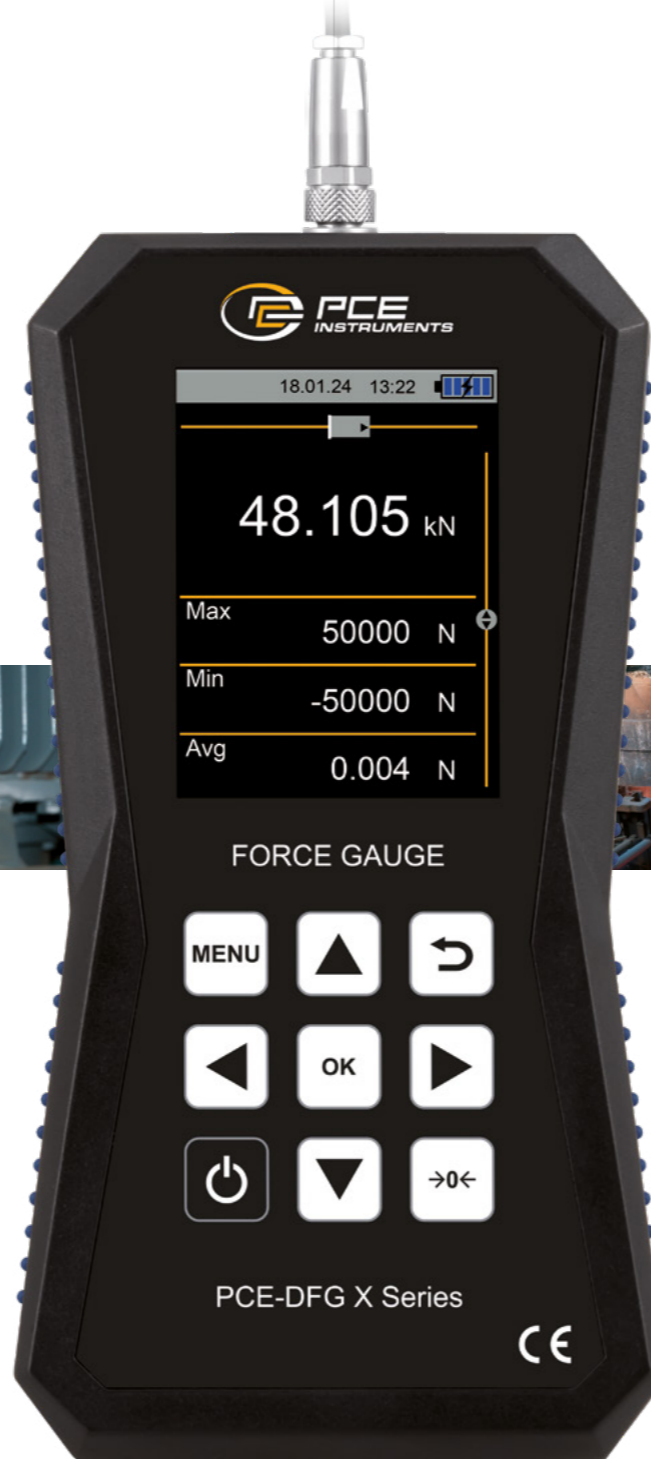 PCE
INSTRUMENTS
18.01.24 13:22
48.105 kN
Max
50000 N
Min
-50000 N
Avg
0.004 N
FORCE GAUGE
MENU
OK
→0←
PCE-DFG X Series
CE